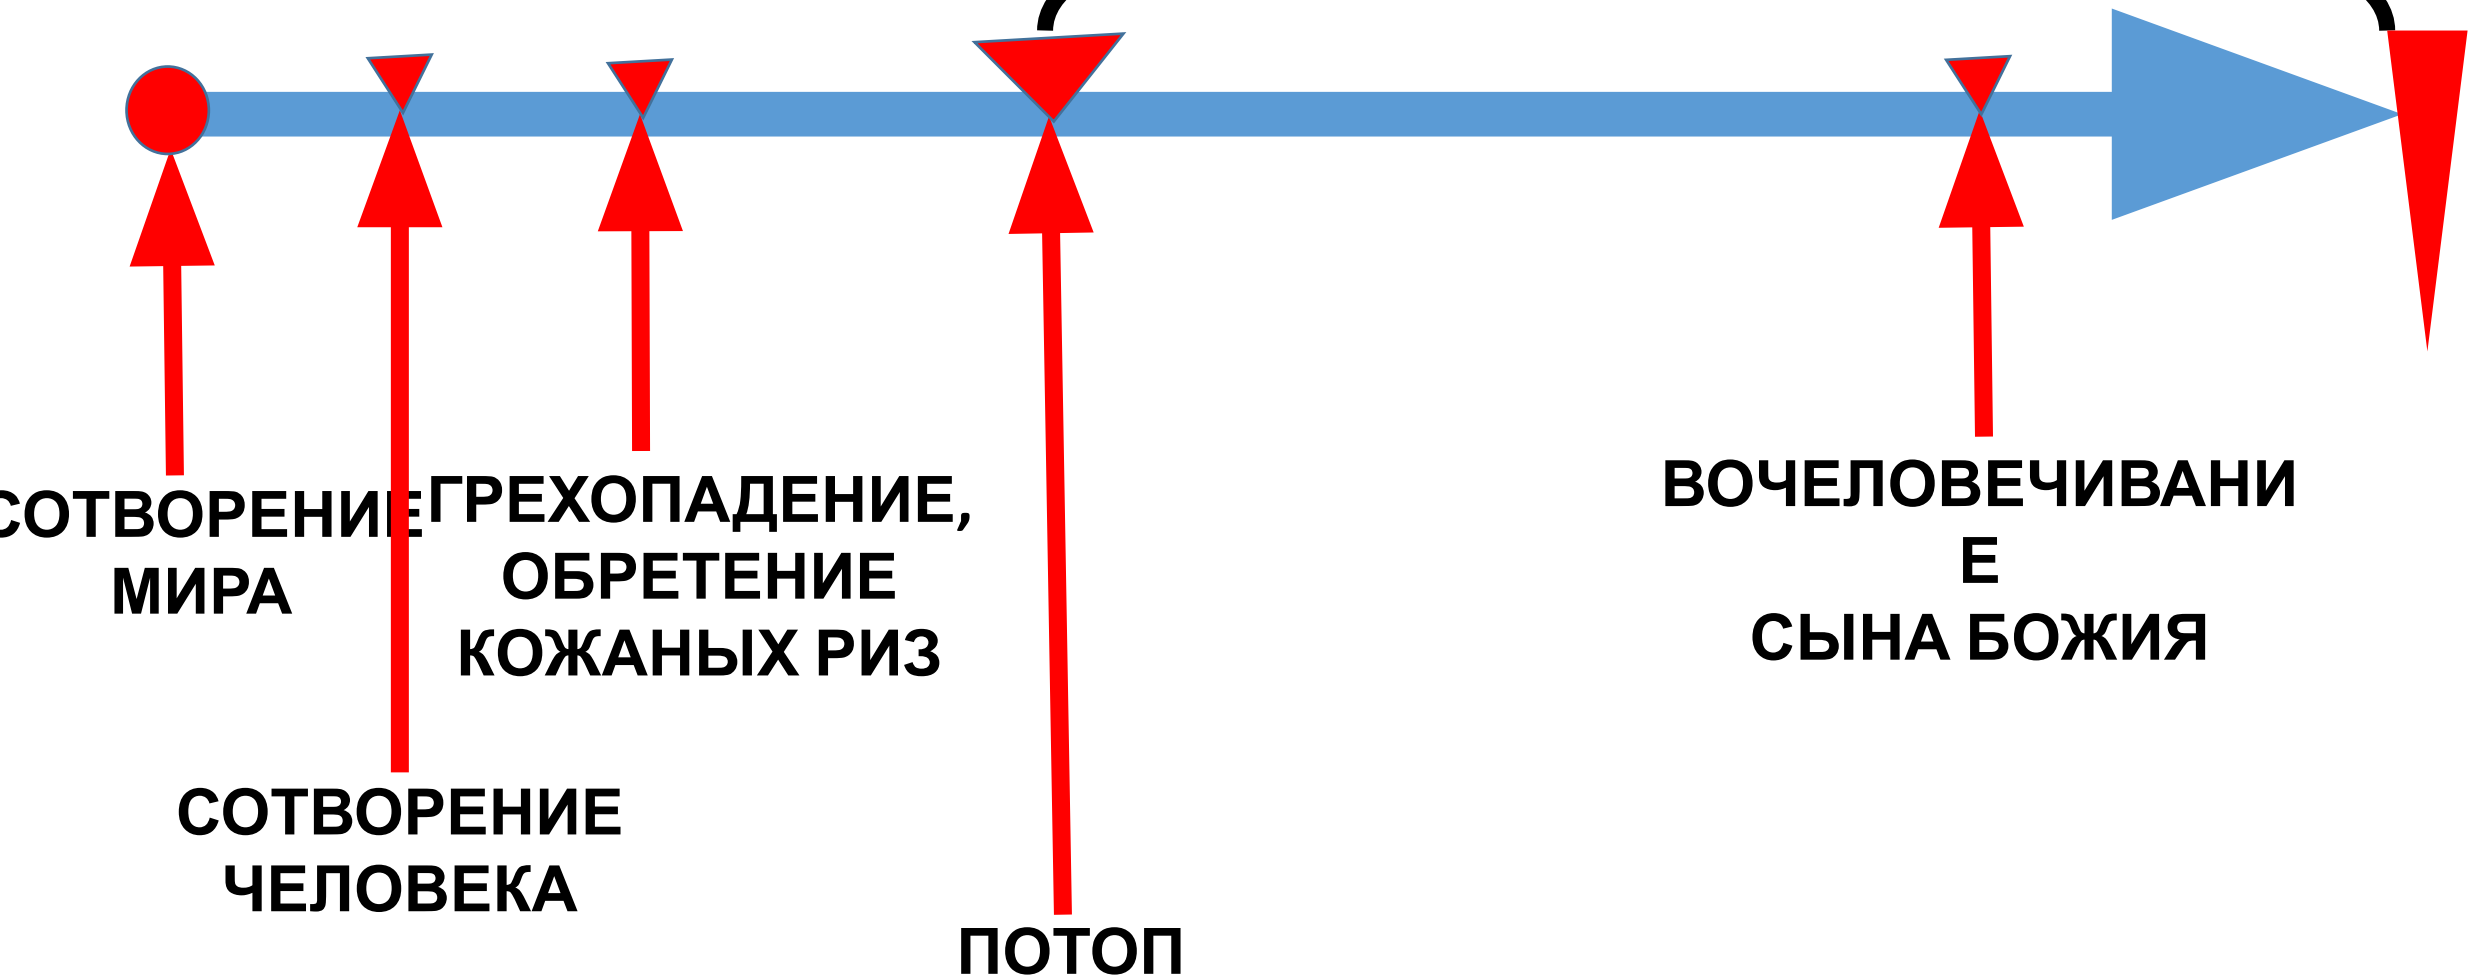 СОТВОРЕНИЕ
МИРА
ГРЕХОПАДЕНИЕ,
ОБРЕТЕНИЕ
КОЖАНЫХ РИЗ
ВОЧЕЛОВЕЧИВАНИ
Е
СЫНА БОЖИЯ
СОТВОРЕНИЕ
ЧЕЛОВЕКА
ПОТОП